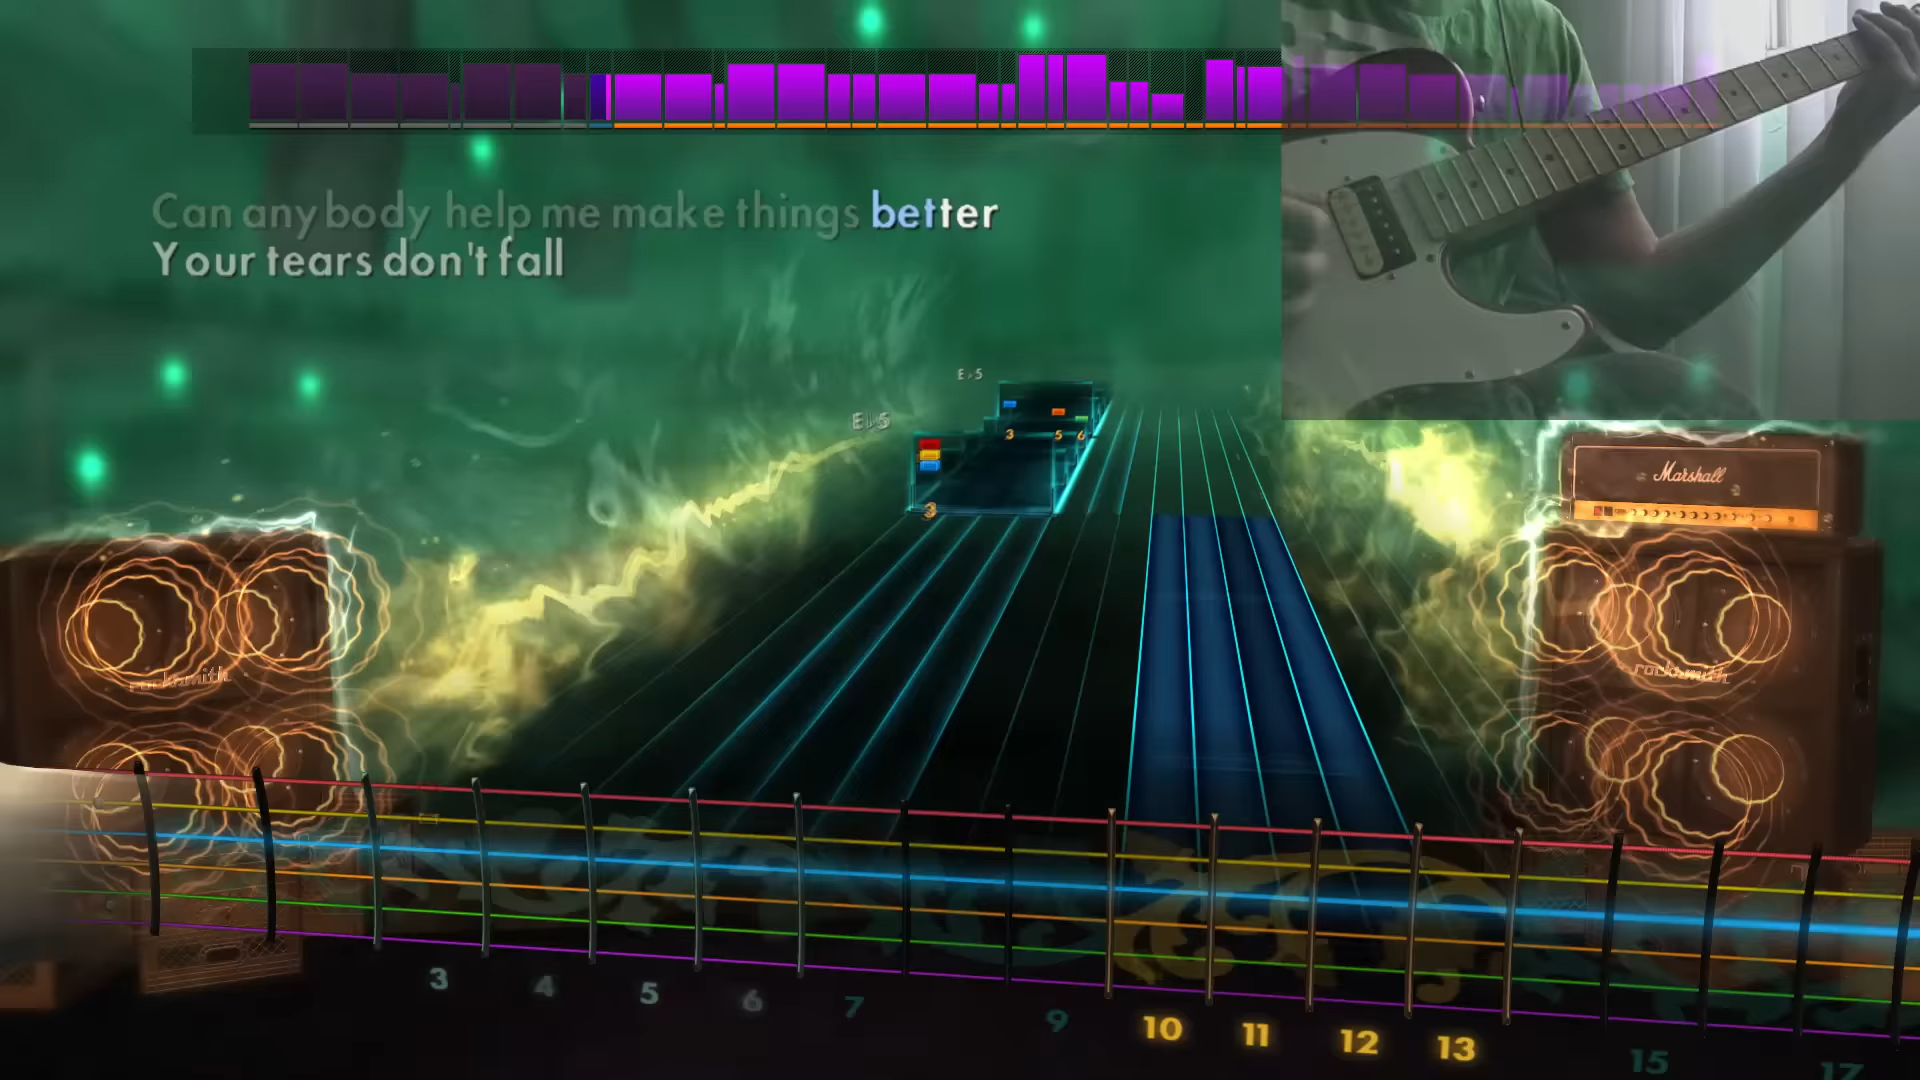 Can anybody help me make things better
Your tears don't fall
E♭5
E♭5
3 5 6
3
Marshall
rocksmith
rocksmith
3 4 5 6 7 9 10 11 12 13 15 17